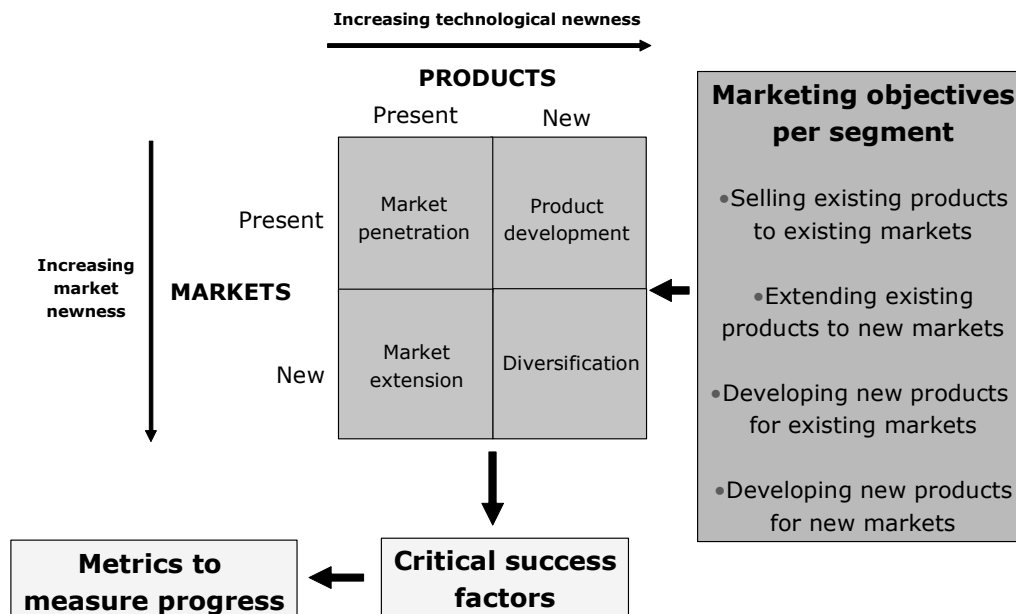 Increasing technological newness
PRODUCTS
Present
New
Present
Market
penetration
Product
development
Increasing
market
newness
MARKETS
New
Market
extension
Diversification
Marketing objectives
per segment
•Selling existing products
to existing markets
•Extending existing
products to new markets
•Developing new products
for existing markets
•Developing new products
for new markets
Metrics to
measure progress
Critical success
factors